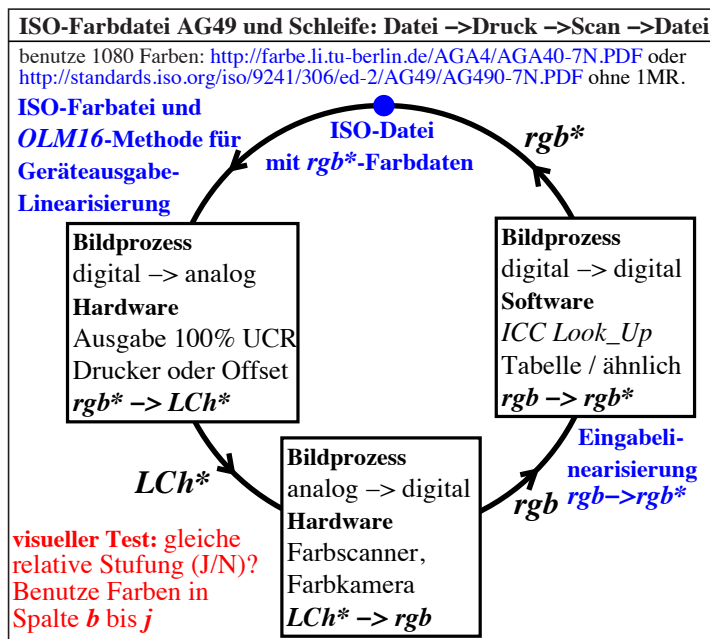 ISO-Farbdatei AG49 und Schleife: Datei –>Druck –>Scan –>Datei
benutze 1080 Farben: http://farbe.li.tu-berlin.de/AGA4/AGA40-7N.PDF oder
http://standards.iso.org/iso/9241/306/ed-2/AG49/AG490-7N.PDF ohne 1MR.
ISO-Farbatei und
OLM16-Methode für
Geräteausgabe-
Linearisierung
ISO-Datei
mit rgb*-Farbdaten
rgb*
Bildprozess
digital –> analog
Hardware
Ausgabe 100% UCR
Drucker oder Offset
rgb* –> LCh*
Bildprozess
digital –> digital
Software
ICC Look_Up
Tabelle / ähnlich
rgb –> rgb*
LCh*
Bildprozess
analog –> digital
Hardware
Farbscanner,
Farbkamera
LCh* –> rgb
rgb
Eingabeli-
nearisierung
rgb–>rgb*
visueller Test: gleiche
relative Stufung (J/N)?
Benutze Farben in
Spalte b bis j